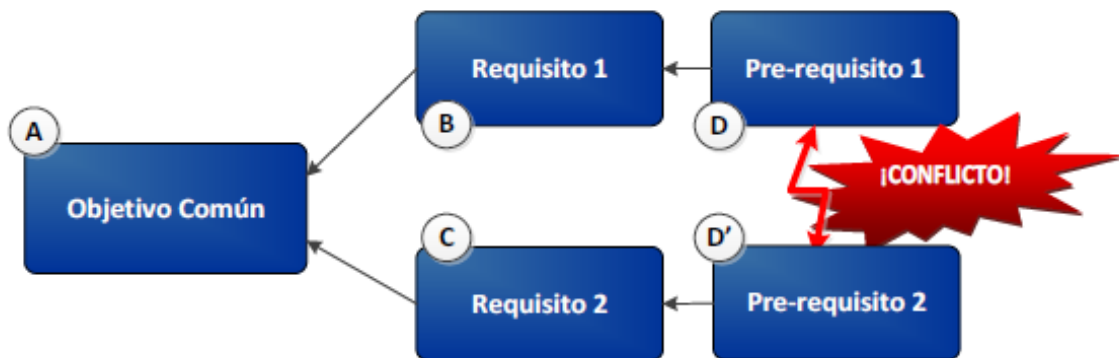 Requisito 1
Pre-requisito 1
B
D
A
¡CONFLICTO!
Objetivo Común
C
D'
Requisito 2
Pre-requisito 2